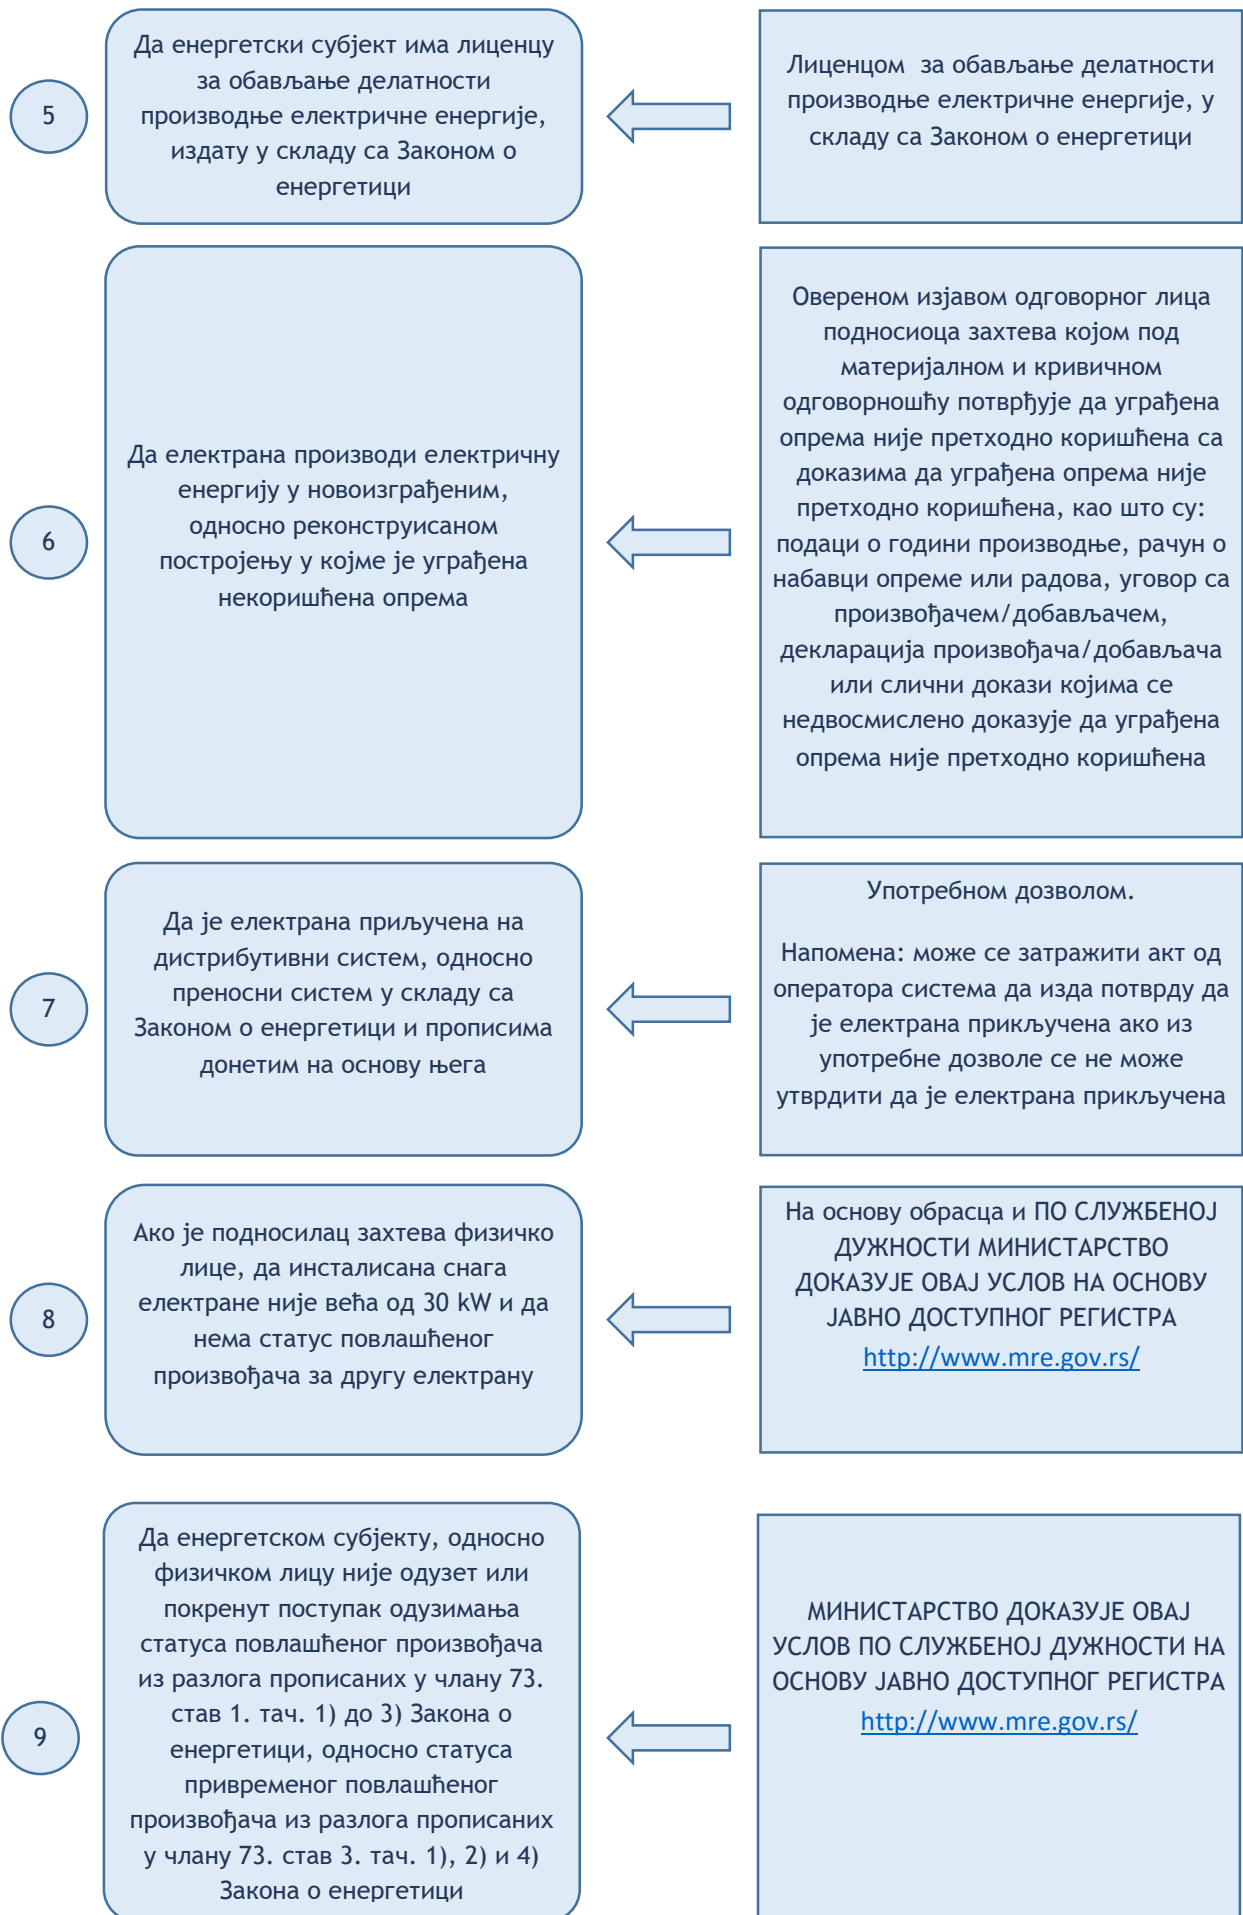 5
Да енергетски субјект има лиценцу
за обављање делатности
производње електричне енергије,
издату у складу са Законом о
енергетици
Лиценцом за обављање делатности
производње електричне енергије, у
складу са Законом о енергетици
6
Да електрана производи електричну
енергију у новоизграђеним,
односно реконструисаном
постројењу у којме је уграђена
некоришћена опрема
Овереном изјавом одговорног лица
подносиоца захтева којом под
материјалном и кривичном
одговорношћу потврђује да уграђена
опрема није претходно коришћена са
доказима да уграђена опрема није
претходно коришћена, као што су:
подаци о години производње, рачун о
набавци опреме или радова, уговор са
произвођачем/добављачем,
декларација произвођача/добављача
или слични докази којима се
недвосмислено доказује да уграђена
опрема није претходно коришћена
7
Да је електрана приључена на
дистрибутивни систем, односно
преносни систем у складу са
Законом о енергетици и прописима
донетим на основу њега
Употребном дозволом.
Напомена: може се затражити акт од
оператора система да изда потврду да
је електрана прикључена ако из
употребне дозволе се не може
утврдити да је електрана прикључена
8
Ако је подносилац захтева физичко
лице, да инсталисана снага
електране није већа од 30 kW и да
нема статус повлашћеног
произвођача за другу електрану
На основу обрасца и ПО СЛУЖБЕНОЈ
ДУЖНОСТИ МИНИСТАРСТВО
ДОКАЗУЈЕ ОВАЈ УСЛОВ НА ОСНОВУ
ЈАВНО ДОСТУПНОГ РЕГИСТРА
http://www.mre.gov.rs/
9
Да енергетском субјекту, односно
физичком лицу није одузет или
покренут поступак одузимања
статуса повлашћеног произвођача
из разлога прописаних у члану 73.
став 1. тач. 1) до 3) Закона о
енергетици, односно статуса
привременог повлашћеног
произвођача из разлога прописаних
у члану 73. став 3. тач. 1), 2) и 4)
Закона о енергетици
МИНИСТАРСТВО ДОКАЗУЈЕ ОВАЈ
УСЛОВ ПО СЛУЖБЕНОЈ ДУЖНОСТИ НА
ОСНОВУ ЈАВНО ДОСТУПНОГ РЕГИСТРА
http://www.mre.gov.rs/